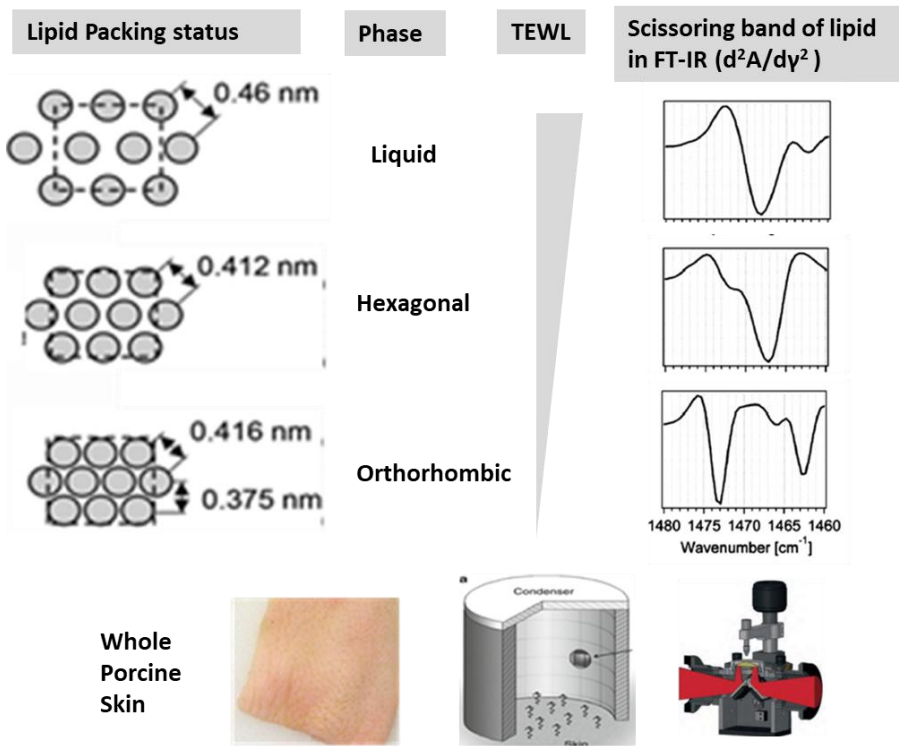 Lipid Packing status
Phase
TEWL
Scissoring band of lipid
in FT-IR (d²A/dγ² )
0.46 nm
Liquid
0.412 nm
Hexagonal
0.416 nm
0.375 nm
Orthorhombic
1480 1475 1470 1465 1460
Wavenumber [cm⁻¹]
Whole
Porcine
Skin
a
Condenser
Skin